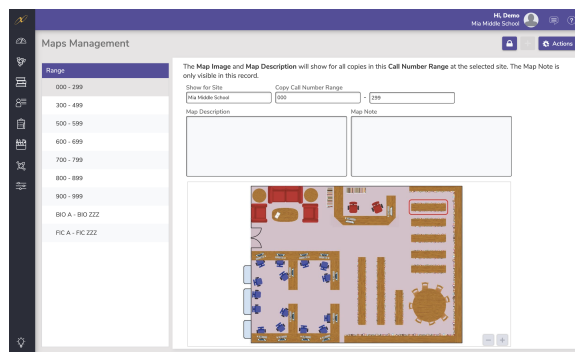 Hi, Demo
Mia Middle School
Maps Management
Actions
Range
000 - 299
300 - 499
500 - 599
600 - 699
700 - 799
800 - 899
900 - 999
BIO A - BIO ZZZ
FIC A - FIC ZZZ
The Map Image and Map Description will show for all copies in this Call Number Range at the selected site. The Map Note is
only visible in this record.
Show for Site
Copy Call Number Range
Mia Middle School
000
-
299
Map Description
Map Note